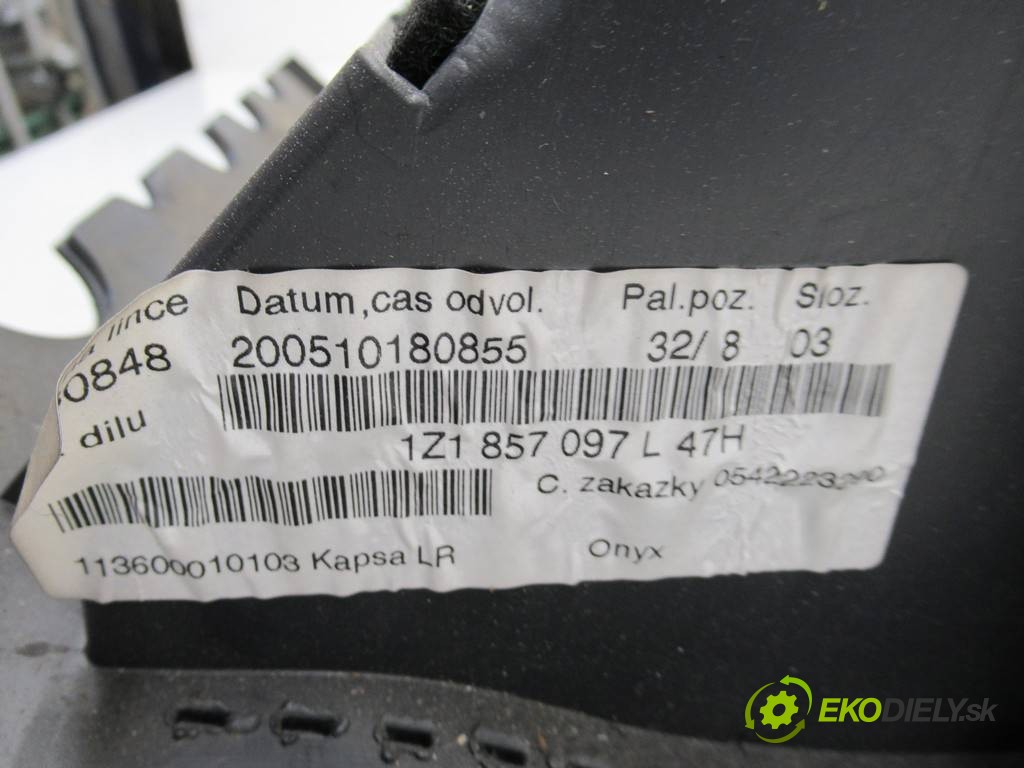 lince Datum,cas odvol. Pal.poz. Sloz.
0848 200510180855 32/ 8 03
dilu
1Z1 857 097 L 47H
C. zakazky
113600010103 Kapsa LR Onyx
EKODIELY.sk